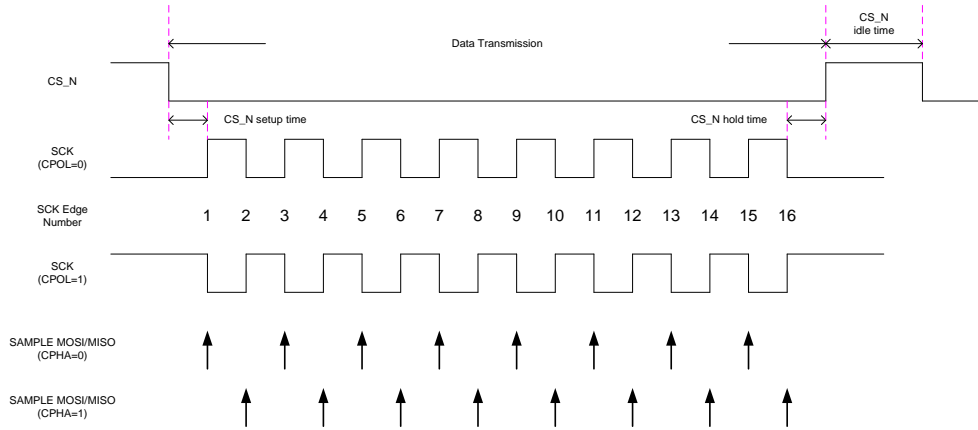 CS_N
idle time
Data Transmission
CS_N
CS_N setup time
CS_N hold time
SCK
(CPOL=0)
SCK Edge
Number
1 2 3 4 5 6 7 8 9 10 11 12 13 14 15 16
SCK
(CPOL=1)
SAMPLE MOSI/MISO
(CPHA=0)
SAMPLE MOSI/MISO
(CPHA=1)